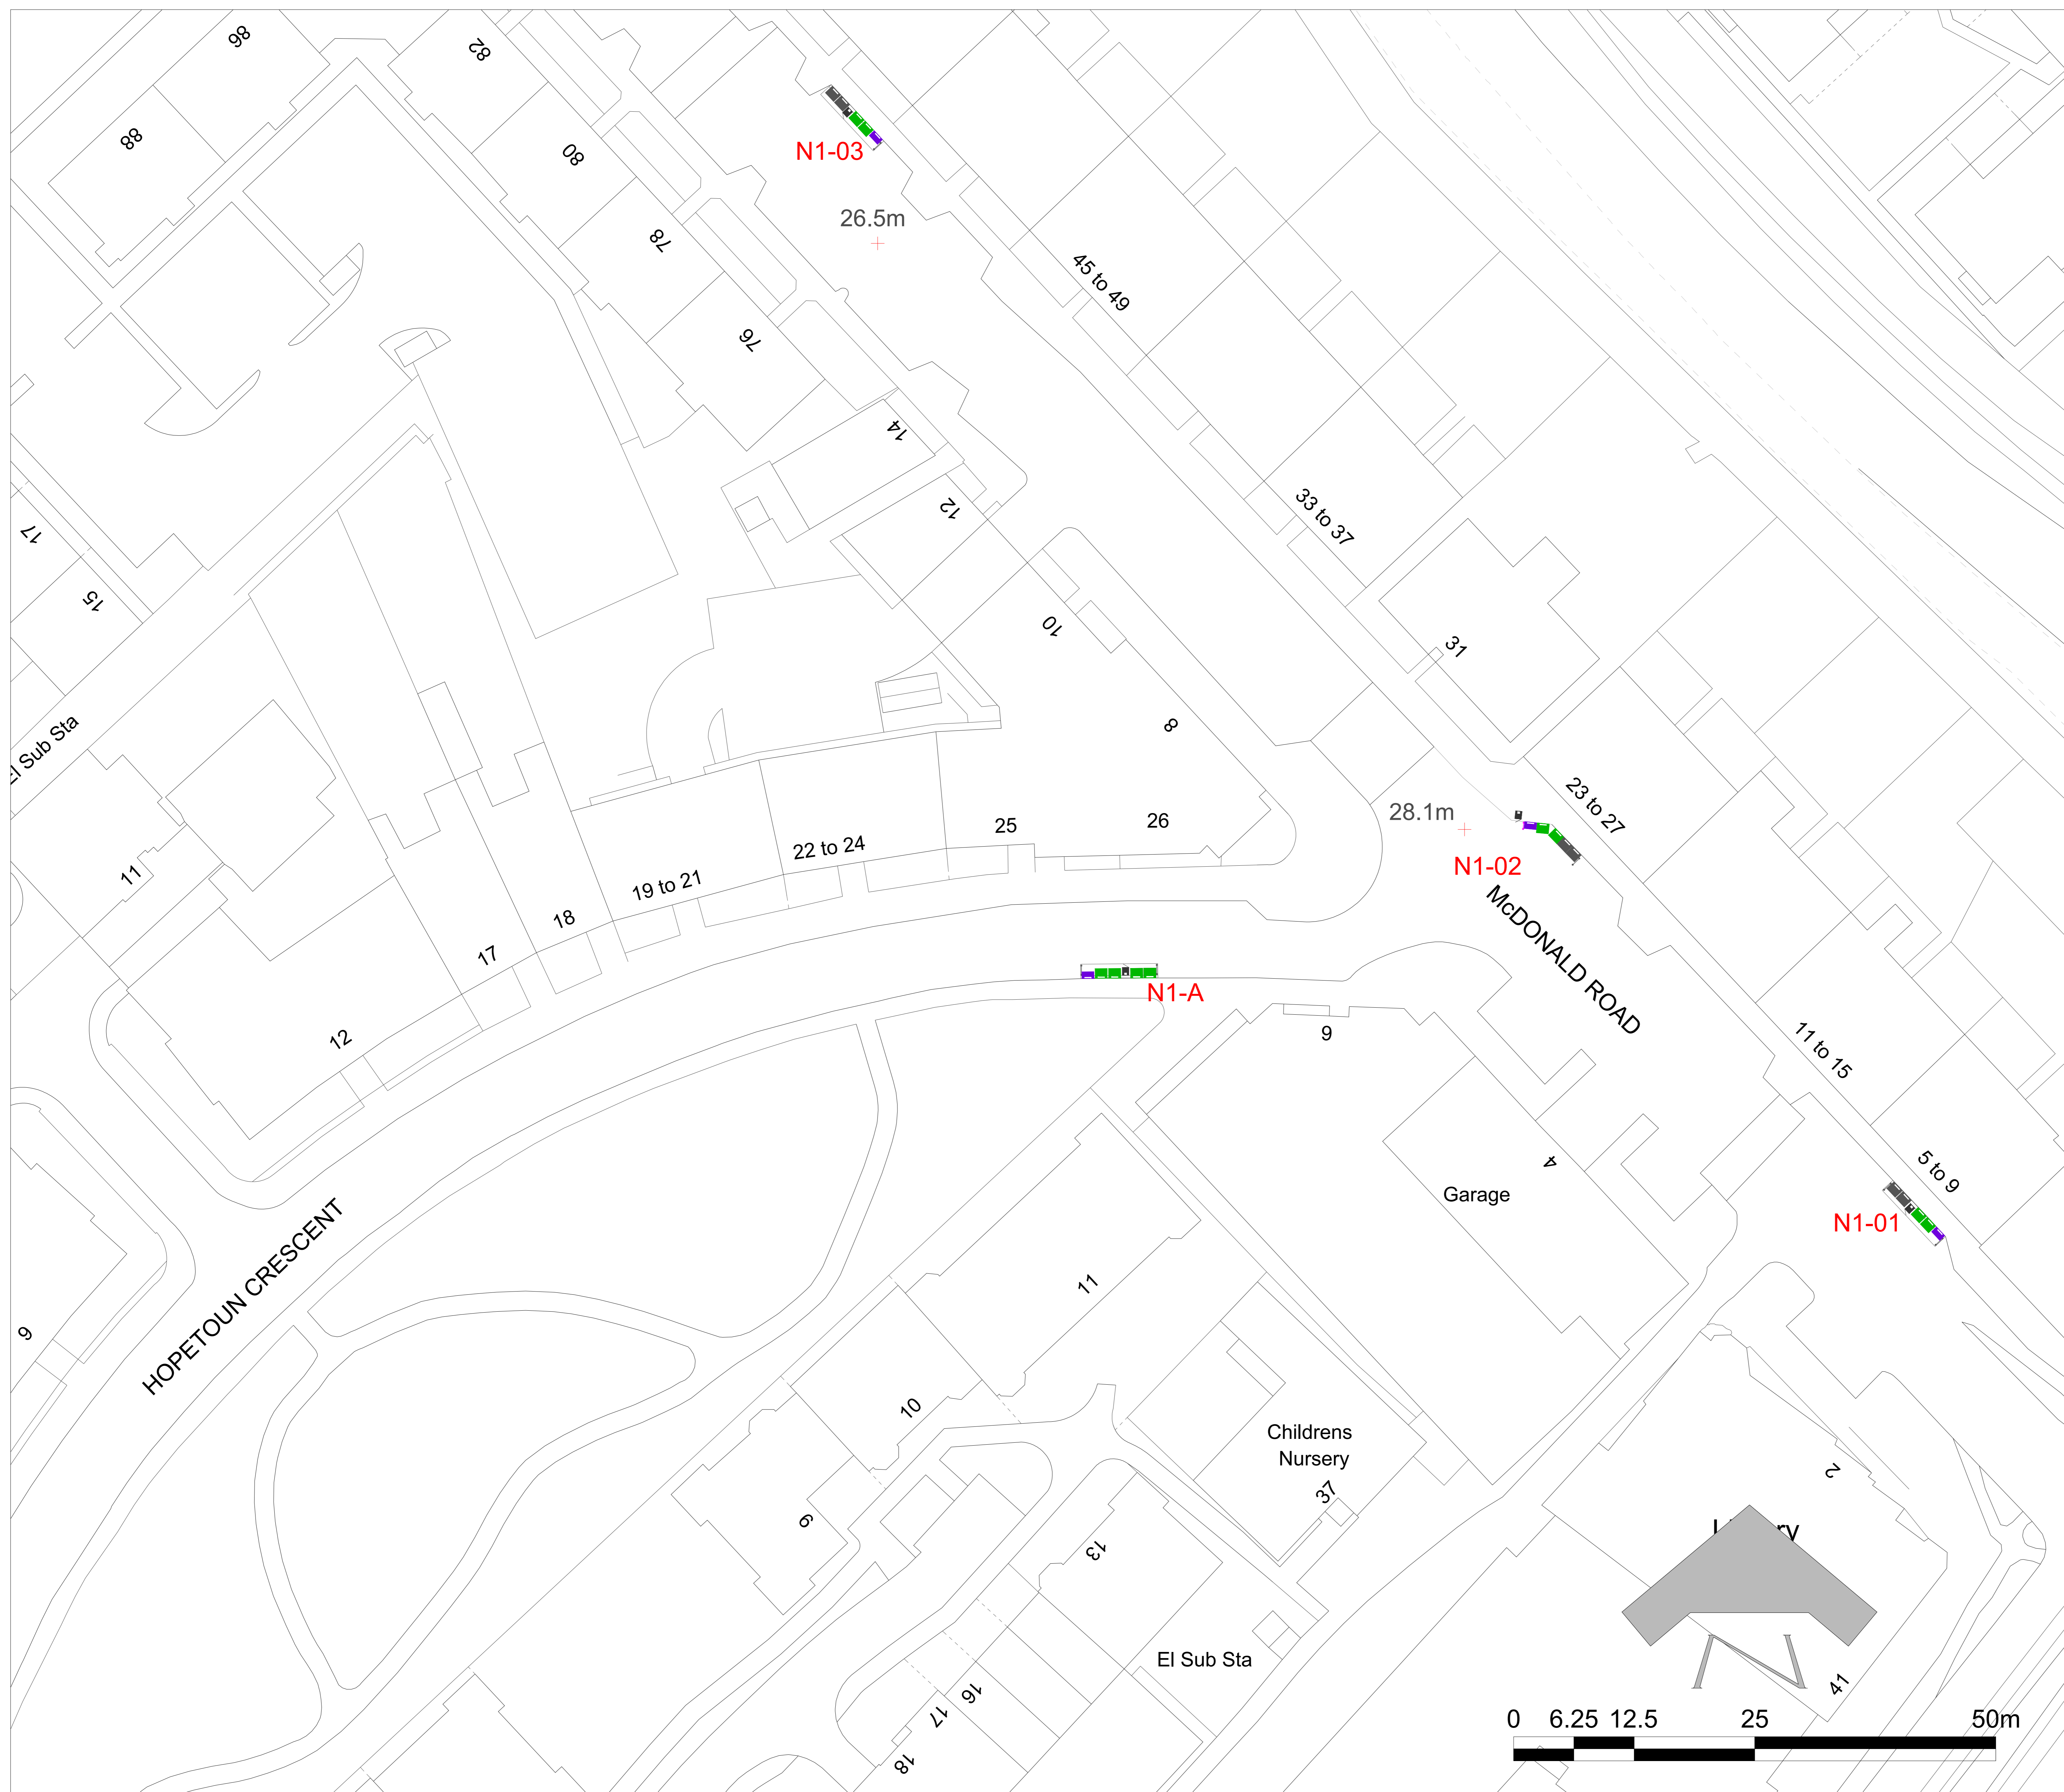 86
82
88
80
N1-03
26.5m
78
45 to 49
76
14
12
33 to 37
17
15
10
31
El Sub Sta
8
23 to 27
28.1m
26
25
22 to 24
N1-02
11
19 to 21
18
17
McDONALD ROAD
N1-A
9
12
11 to 15
4
5 to 9
Garage
N1-01
11
HOPETOUN CRESCENT
9
10
Childrens
Nursery
37
2
9
13
El Sub Sta
41
16
17
18
0 6.25 12.5 25 50m